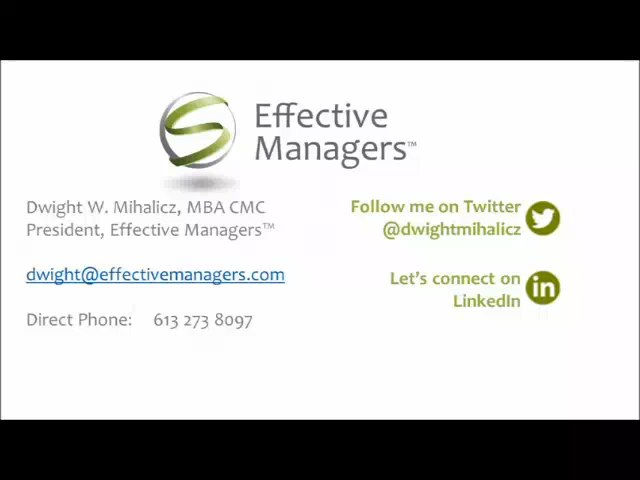 Effective
Managers™
Dwight W. Mihalicz, MBA CMC
President, Effective Managers™
dwight@effectivemanagers.com
Direct Phone: 613 273 8097
Follow me on Twitter
@dwightmihalicz
Let's connect on
LinkedIn
in